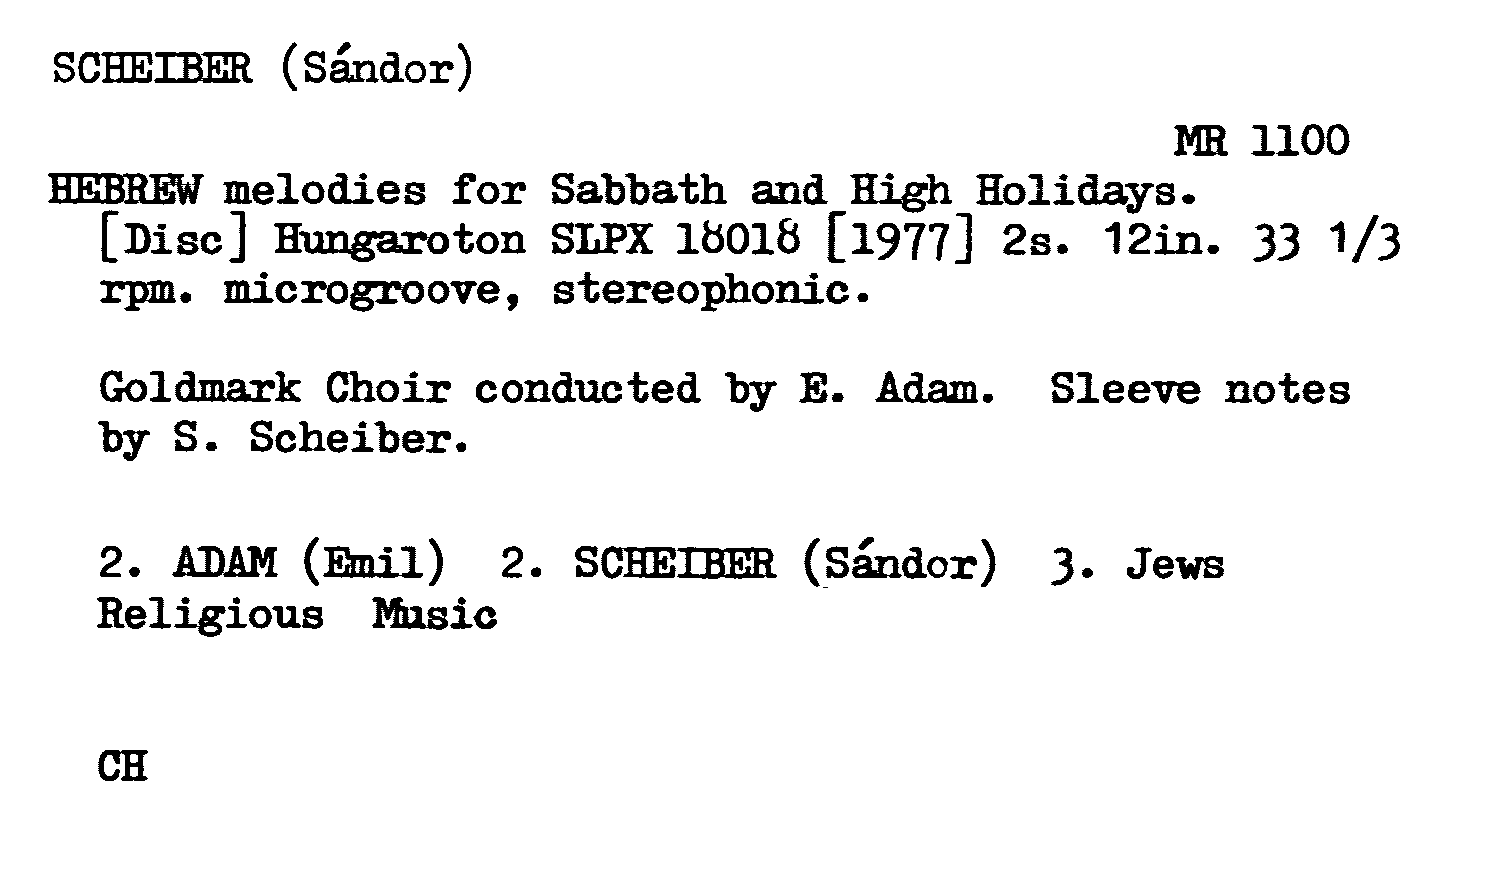 SCHEIBER (Sándor)
MR 1100
HEBREW melodies for Sabbath and High Holidays.
[Disc] Hungaroton SLPX 18018 [1977] 2s. 12in. 33 1/3
rpm. microgroove, stereophonic.
Goldmark Choir conducted by E. Adam. Sleeve notes
by S. Scheiber.
2. ADAM (Emil) 2. SCHEIBER (Sándor) 3. Jews
Religious Music
CH